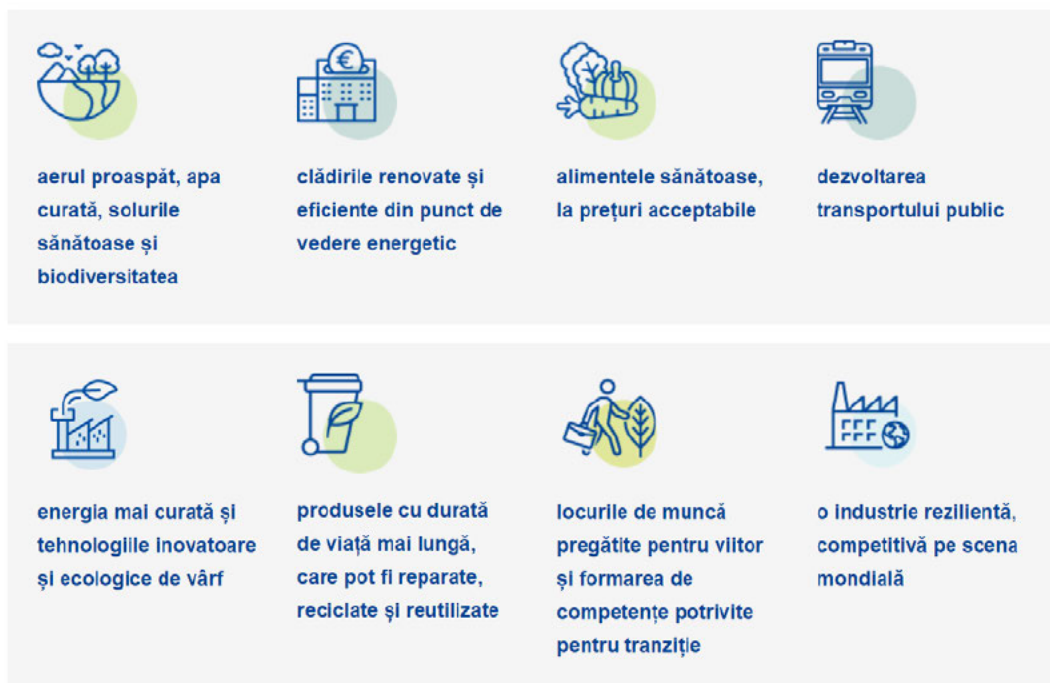 aerul proaspăt, apa
curată, solurile
sănătoase și
biodiversitatea
clădirile renovate și
eficiente din punct de
vedere energetic
alimentele sănătoase,
la prețuri acceptabile
dezvoltarea
transportului public
energia mai curată și
tehnologiile inovatoare
și ecologice de vârf
produsele cu durată
de viață mai lungă,
care pot fi reparate,
reciclate și reutilizate
locurile de muncă
pregătite pentru viitor
și formarea de
competențe potrivite
pentru tranziție
o industrie rezilientă,
competitivă pe scena
mondială